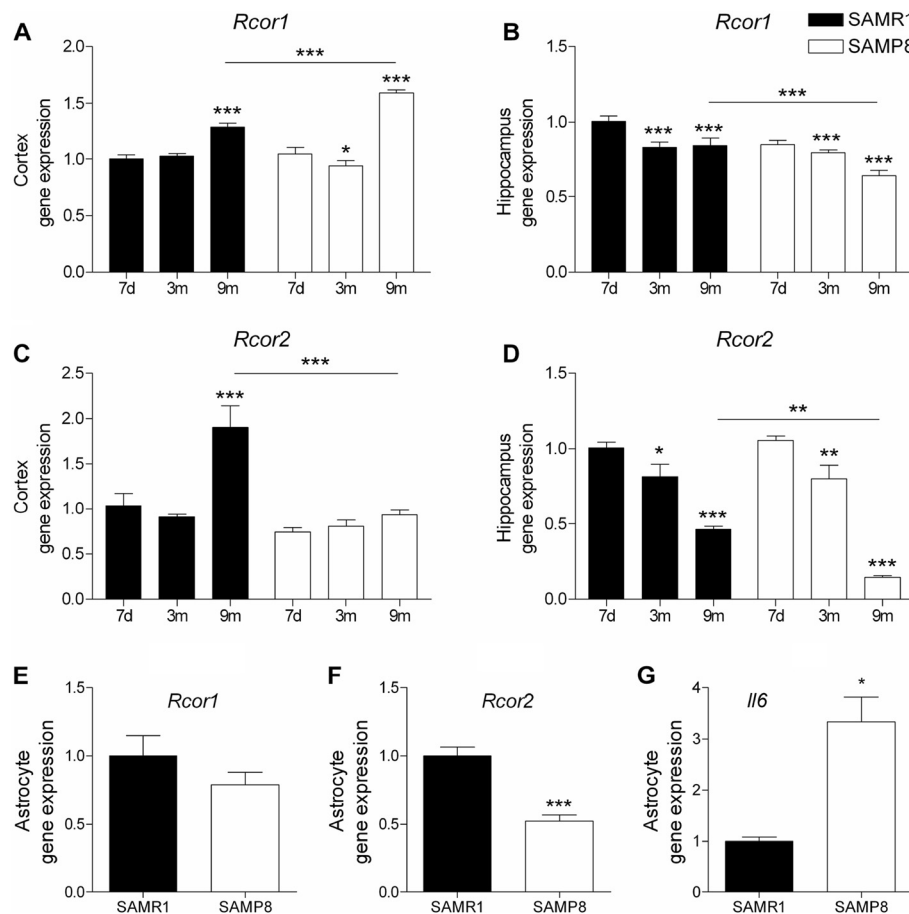 A
Rcor1
2.0
1.5
1.0
0.5
0.0
Cortex
gene expression
***
***
*
***
7d 3m 9m 7d 3m 9m
B
Rcor1
SAMR1
SAMP8
1.5
1.0
0.5
0.0
Hippocampus
gene expression
***
*** *** *** ***
7d 3m 9m 7d 3m 9m
C
Rcor2
2.5
2.0
1.5
1.0
0.5
0.0
Cortex
gene expression
***
***
7d 3m 9m 7d 3m 9m
D
Rcor2
1.5
1.0
0.5
0.0
Hippocampus
gene expression
**
* *** ** ***
7d 3m 9m 7d 3m 9m
E
Rcor1
1.5
1.0
0.5
0.0
Astrocyte
gene expression
SAMR1 SAMP8
F
Rcor2
1.5
1.0
0.5
0.0
Astrocyte
gene expression
***
SAMR1 SAMP8
G
Il6
4
3
2
1
0
Astrocyte
gene expression
*
SAMR1 SAMP8